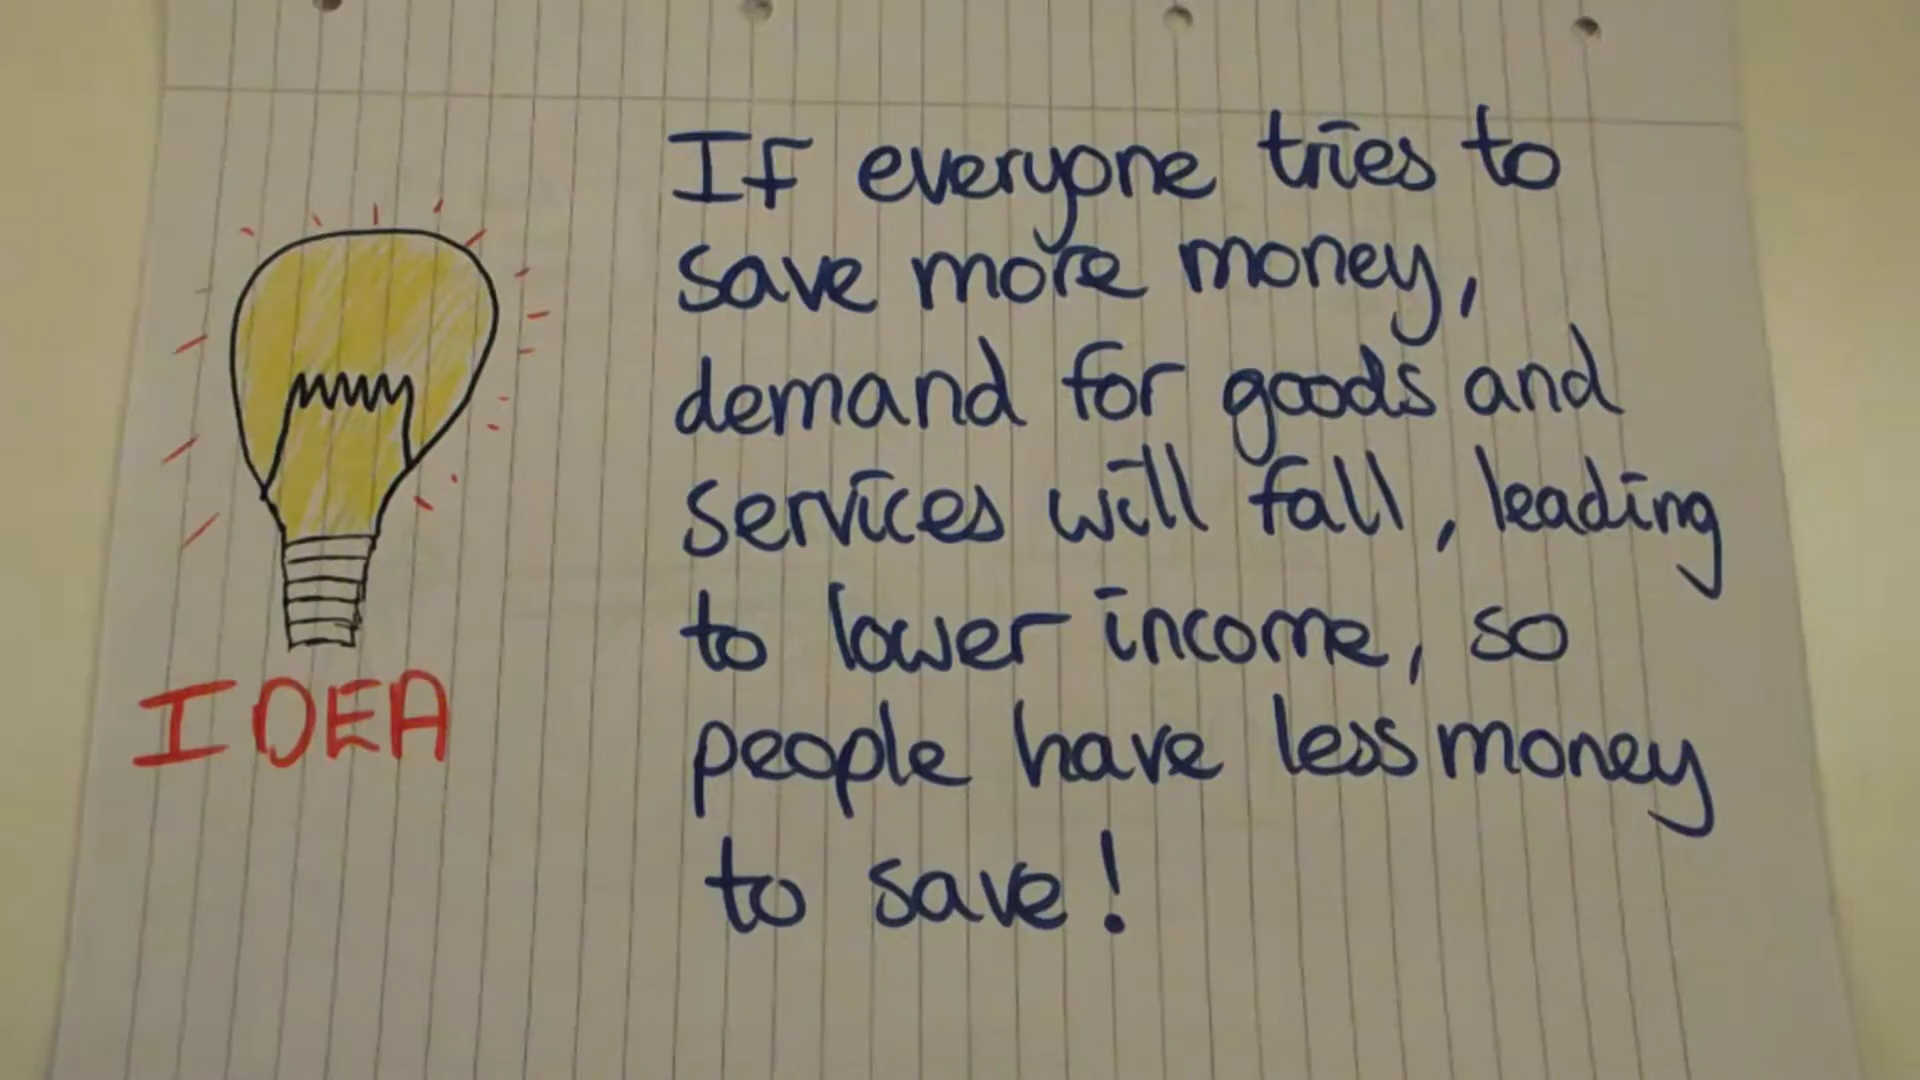 If everyone tries to
save more money,
demand for goods and
services will fall, leading
to lower income, so
people have less money
to save!
IDEA